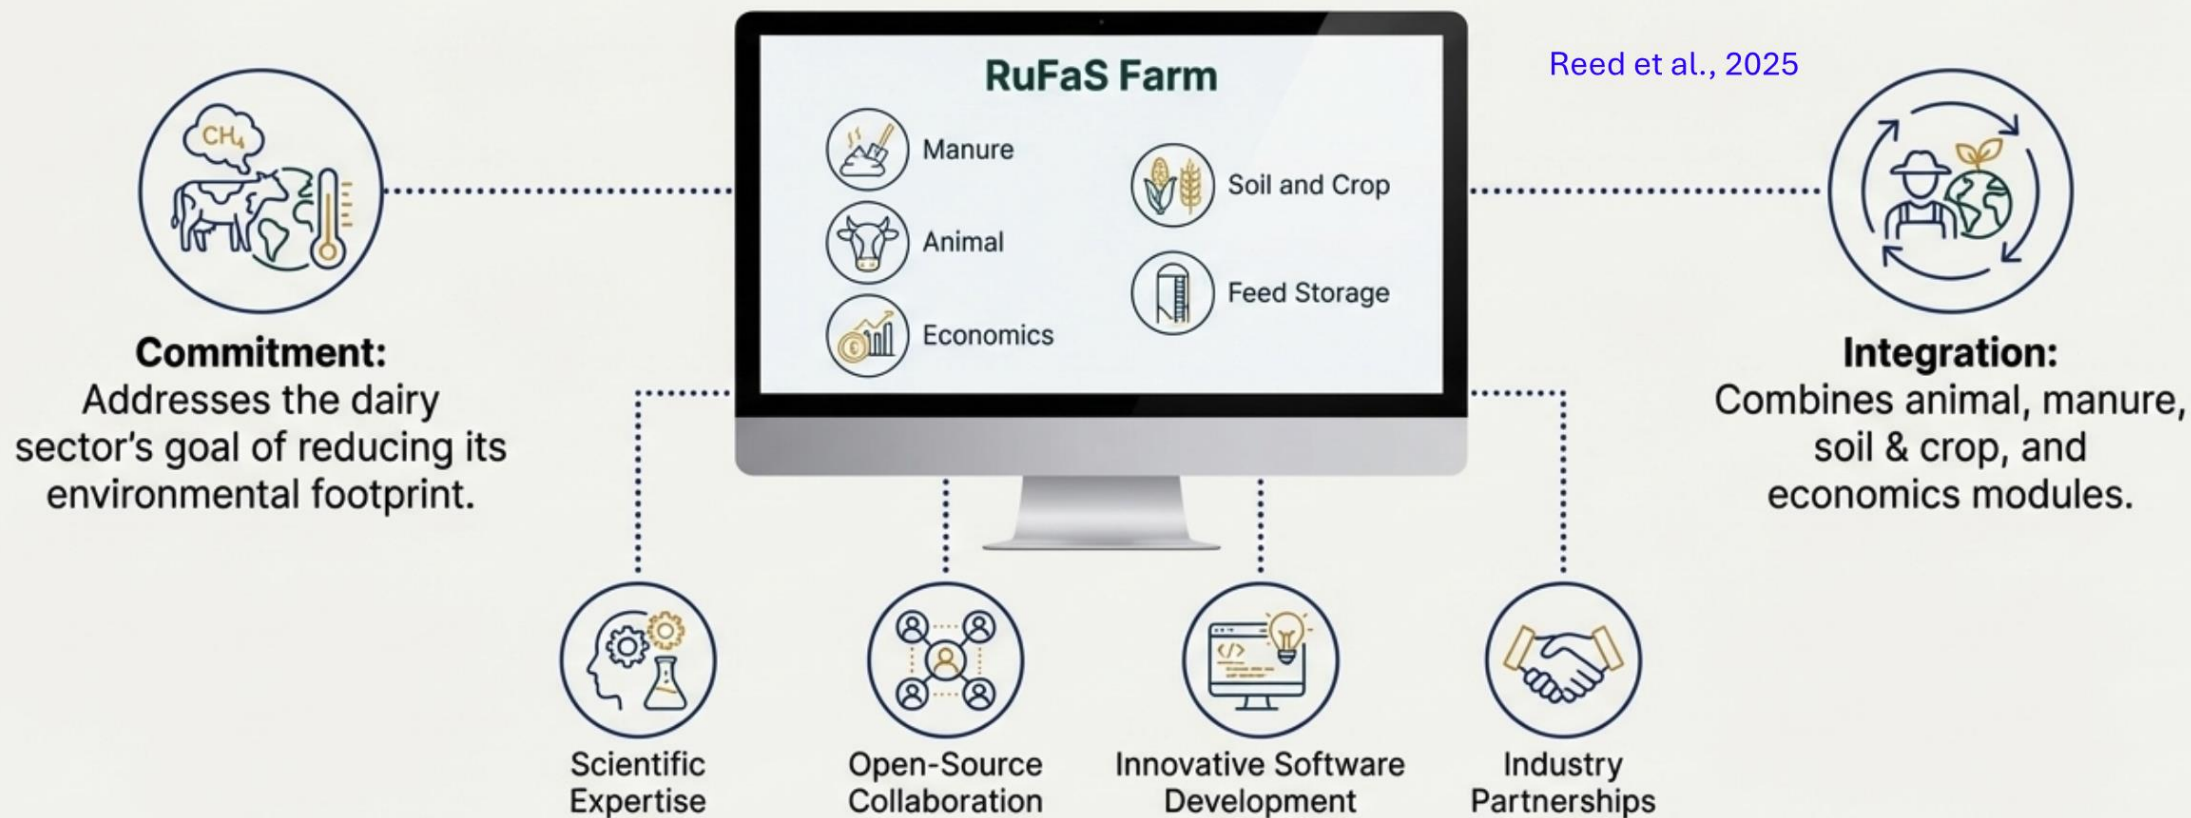 RuFaS Farm
Reed et al., 2025
CH₄
Manure
Animal
Economics
Soil and Crop
Feed Storage
Commitment:
Addresses the dairy
sector's goal of reducing its
environmental footprint.
Integration:
Combines animal, manure,
soil & crop, and
economics modules.
</>
Scientific
Expertise
Open-Source
Collaboration
Innovative Software
Development
Industry
Partnerships